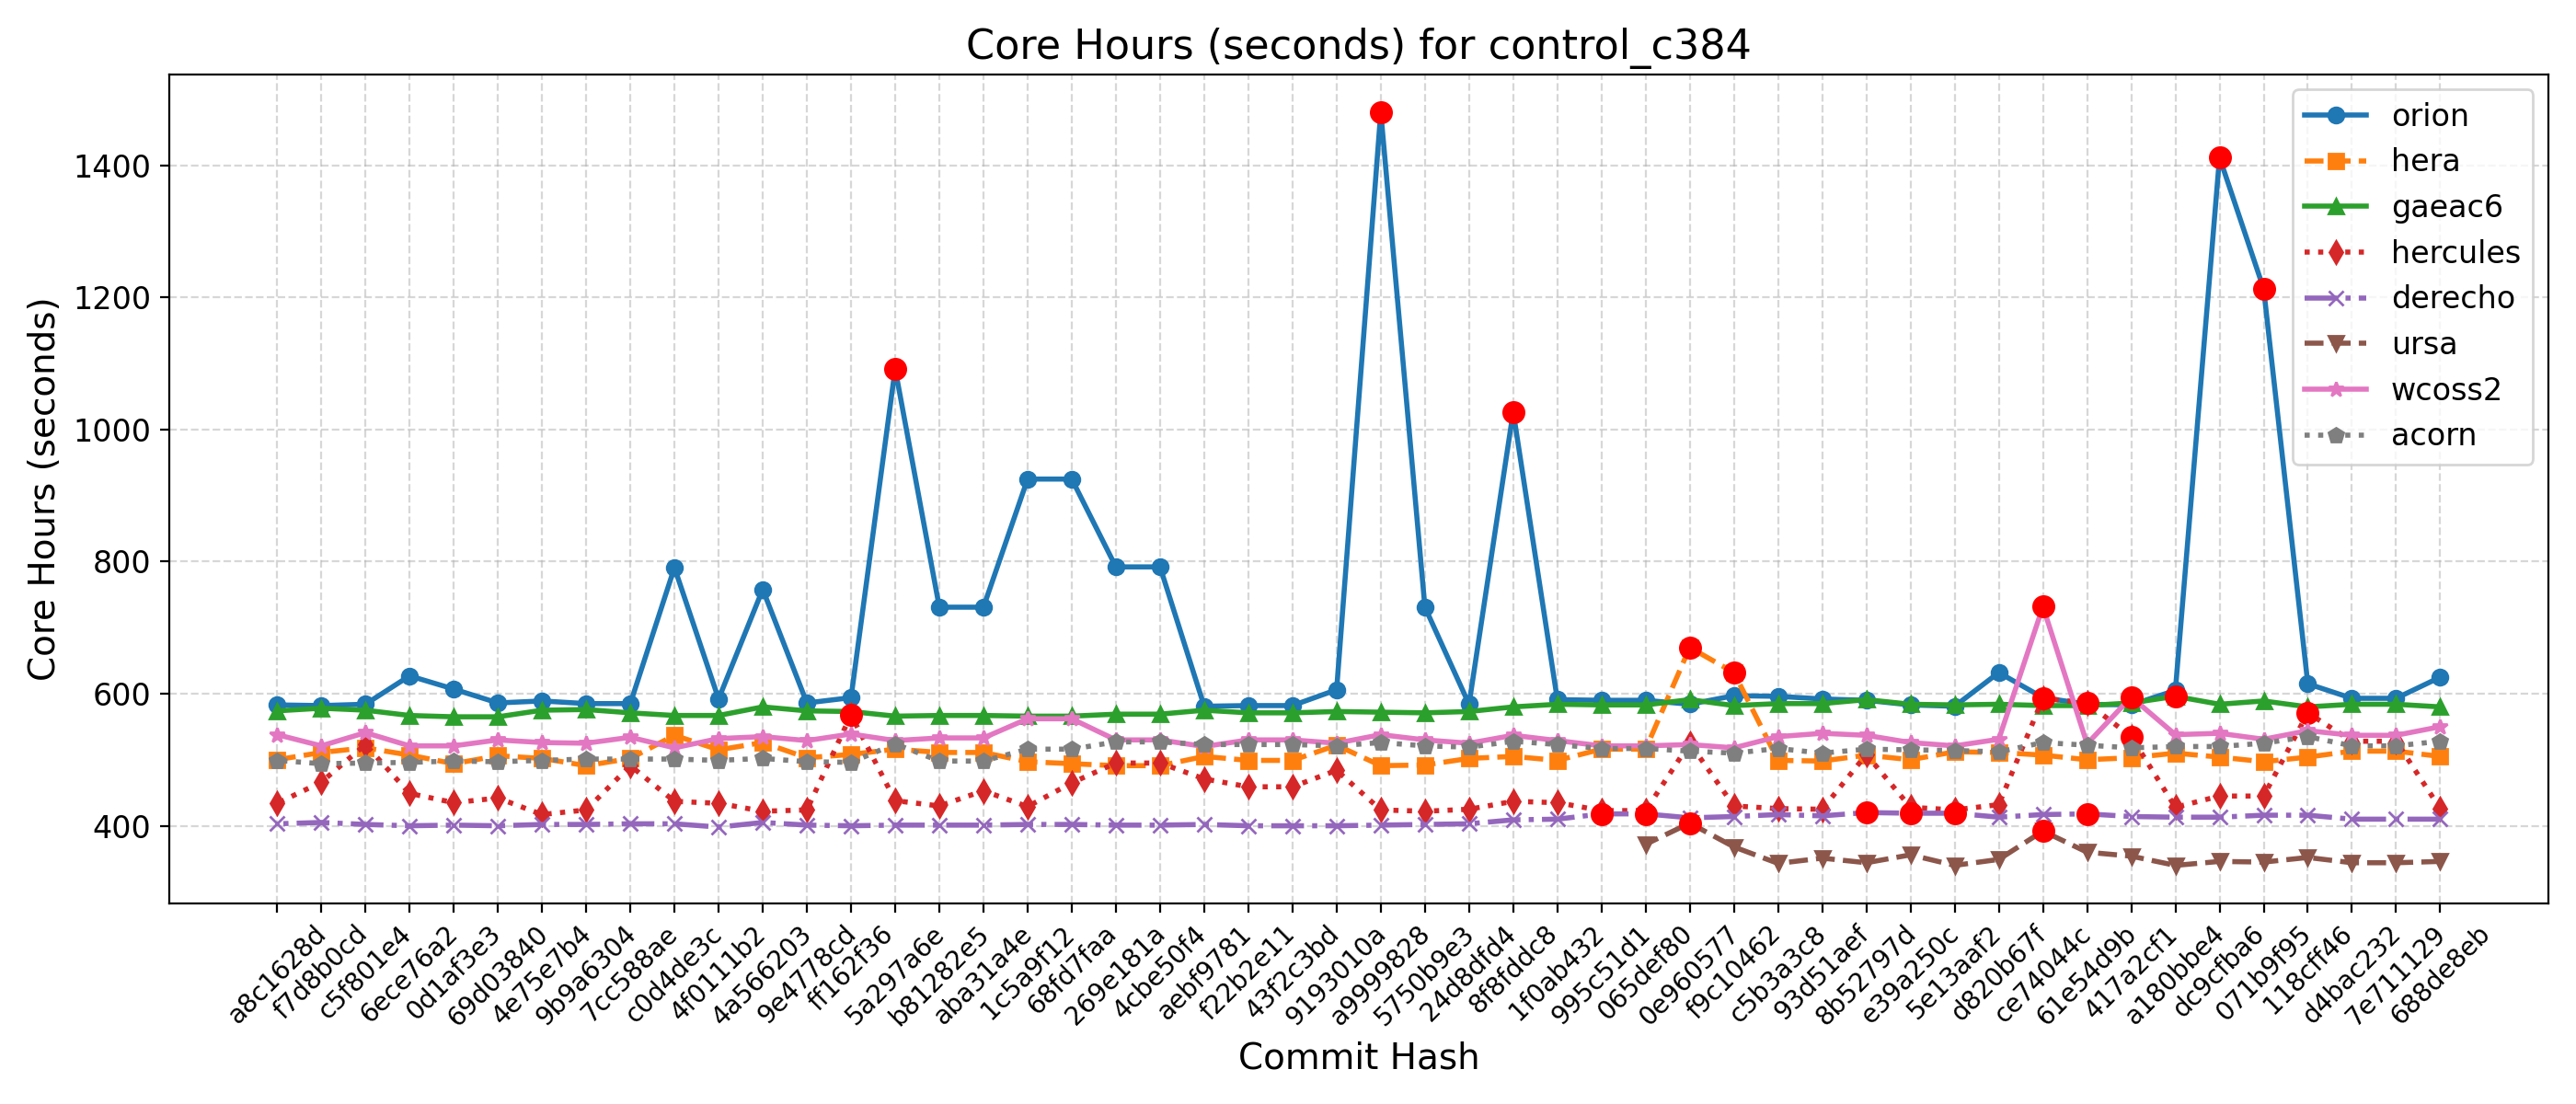 Core Hours (seconds) for control_c384
Core Hours (seconds)
1400
1200
1000
800
600
400
orion
hera
gaeac6
hercules
derecho
ursa
wcoss2
acorn
a8c1628d
f7d8b0cd
c5f801e4
6ece76a2
0d1af3e3
69d03840
4e75e7b4
9b9a6304
7cc588ae
c0d4de3c
4f0111b2
4a566203
9e4778cd
ff162f36
5a297a6e
b81282e5
aba31a4e
1c5a9f12
68fd7faa
269e181a
4cbe50f4
aebf9781
f22b2e11
43f2c3bd
9193010a
a9999828
5750b9e3
24d8dfd4
8f8fddc8
1f0ab432
995c51d1
065def80
0e960577
f9c10462
c5b3a3c8
93d51aef
8b52797d
e39a250c
5e13aaf2
d820b67f
ce74044c
61e54d9b
417a2cf1
a180bbe4
dc9cfba6
071b9f95
118cff46
d4bac232
7e711129
688de8eb
Commit Hash